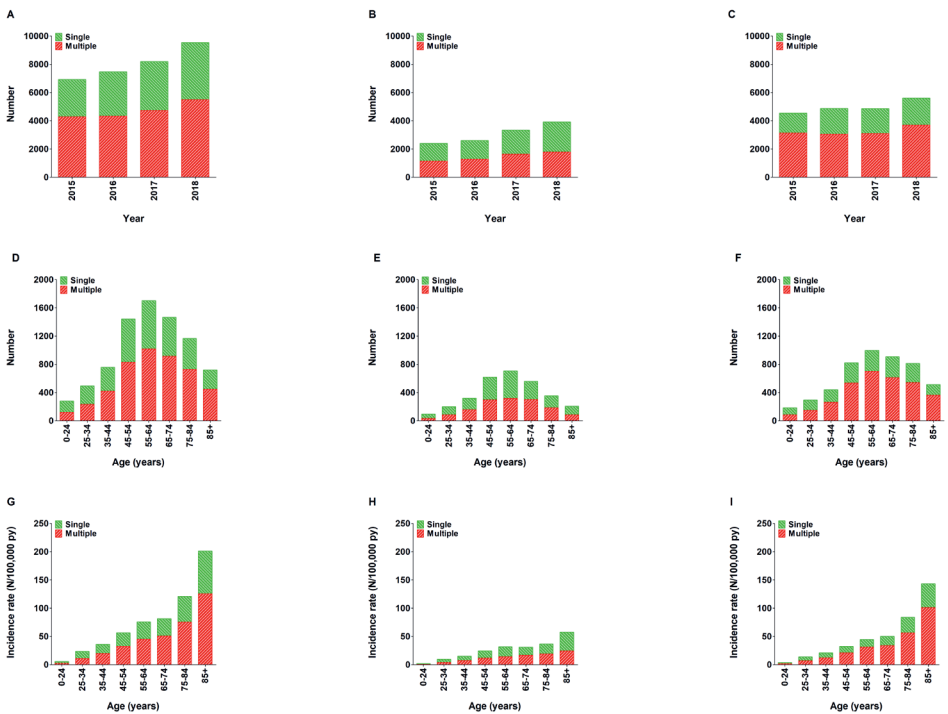 A
Single
Multiple
10000
8000
6000
4000
2000
0
Number
2015
2016
2017
2018
Year
B
Single
Multiple
10000
8000
6000
4000
2000
0
Number
2015
2016
2017
2018
Year
C
Single
Multiple
10000
8000
6000
4000
2000
0
Number
2015
2016
2017
2018
Year
D
Single
Multiple
2000
1600
1200
800
400
0
Number
0-24
25-34
35-44
45-54
55-64
65-74
75-84
85+
Age (years)
E
Single
Multiple
2000
1600
1200
800
400
0
Number
0-24
25-34
35-44
45-54
55-64
65-74
75-84
85+
Age (years)
F
Single
Multiple
2000
1600
1200
800
400
0
Number
0-24
25-34
35-44
45-54
55-64
65-74
75-84
85+
Age (years)
G
Single
Multiple
250
200
150
100
50
0
Incidence rate (N/100,000 py)
0-24
25-34
35-44
45-54
55-64
65-74
75-84
85+
Age (years)
H
Single
Multiple
250
200
150
100
50
0
Incidence rate (N/100,000 py)
0-24
25-34
35-44
45-54
55-64
65-74
75-84
85+
Age (years)
I
Single
Multiple
250
200
150
100
50
0
Incidence rate (N/100,000 py)
0-24
25-34
35-44
45-54
55-64
65-74
75-84
85+
Age (years)